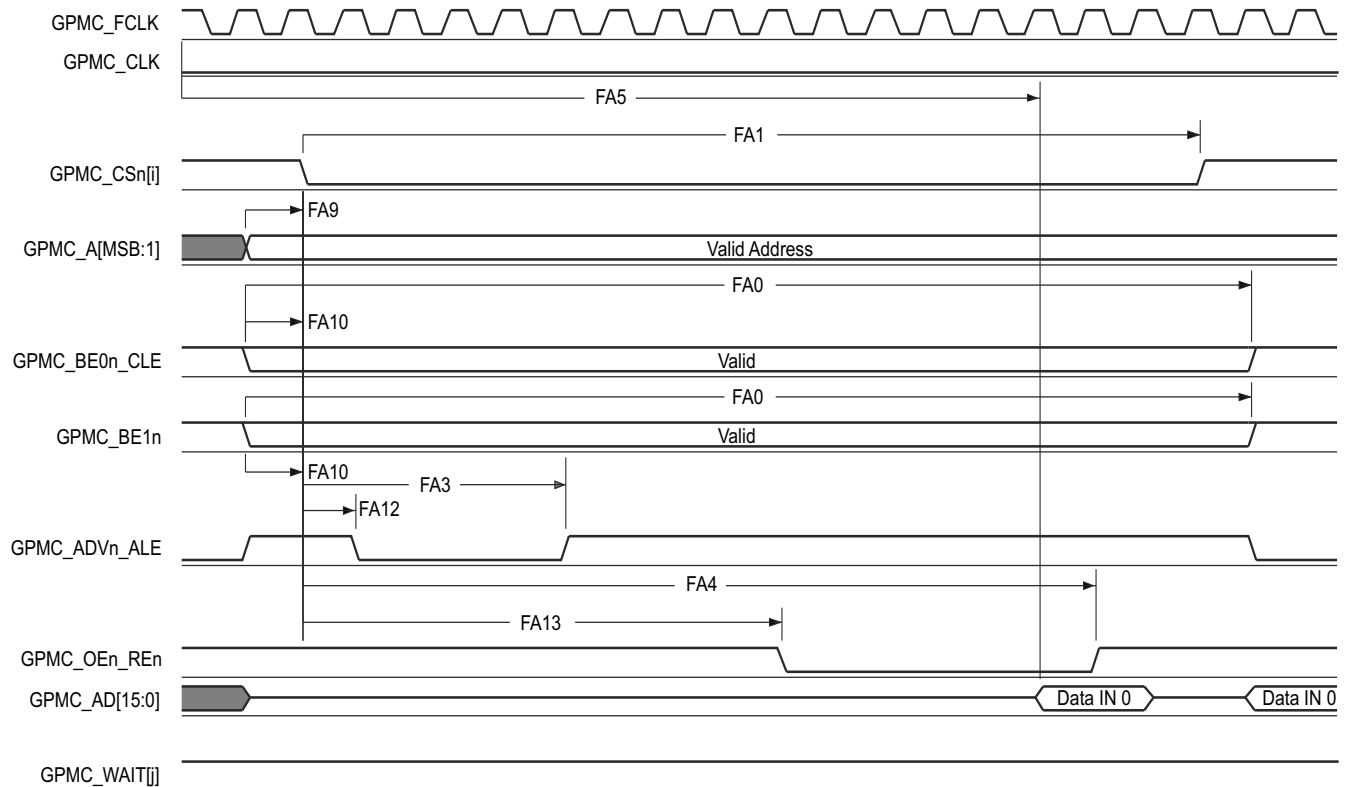 GPMC_FCLK
GPMC_CLK
FA5
FA1
GPMC_CSn[i]
FA9
GPMC_A[MSB:1]
Valid Address
FA0
FA10
GPMC_BE0n_CLE
Valid
FA0
GPMC_BE1n
Valid
FA10
FA3
FA12
GPMC_ADVn_ALE
FA4
FA13
GPMC_OEn_REn
GPMC_AD[15:0]
Data IN 0
Data IN 0
GPMC_WAIT[j]